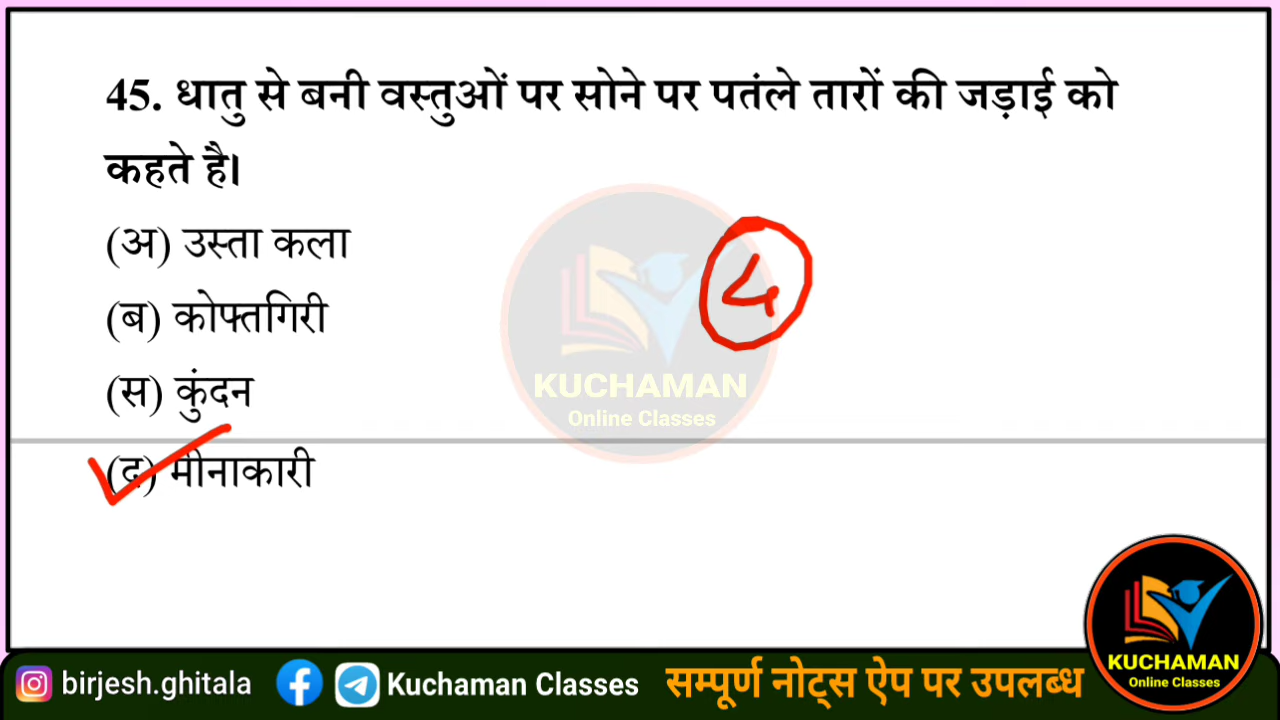 45. धातु से बनी वस्तुओं पर सोने पर पतंले तारों की जड़ाई को
कहते है।
(अ) उस्ता कला
(ब) कोफ्तगिरी
(स) कुंदन
(द) मीनाकारी
4
KUCHAMAN
Online Classes
KUCHAMAN
Online Classes
birjesh.ghitala
Kuchaman Classes
सम्पूर्ण नोट्स ऐप पर उपलब्ध